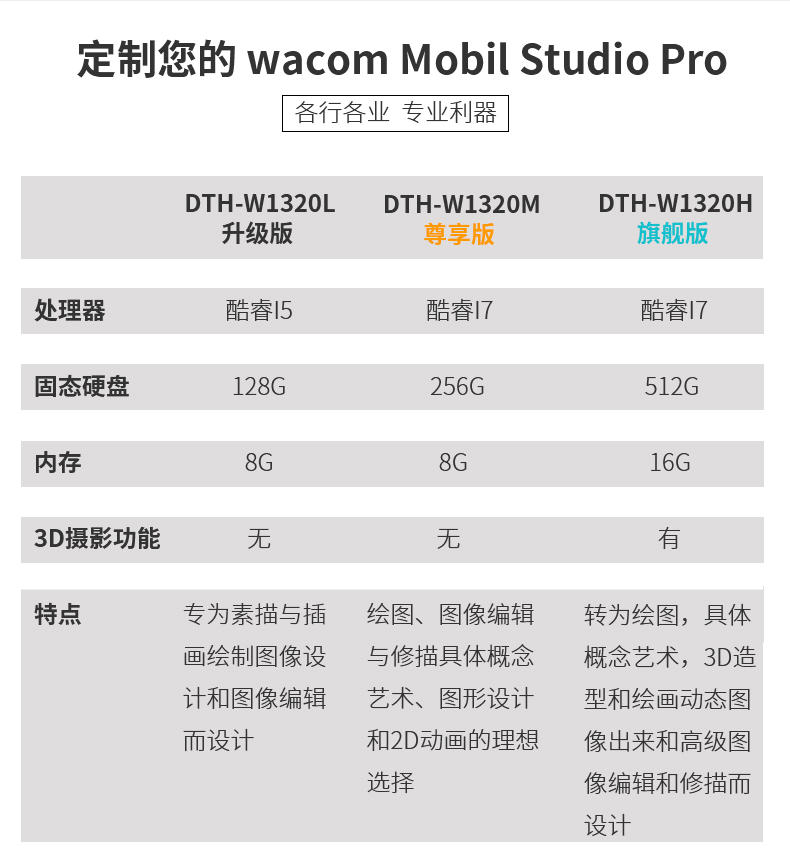 定制您的 wacom Mobil Studio Pro
各行各业 专业利器
DTH-W1320L DTH-W1320M DTH-W1320H
升级版 尊享版 旗舰版
处理器 酷睿I5 酷睿I7 酷睿I7
固态硬盘 128G 256G 512G
内存 8G 8G 16G
3D摄影功能 无 无 有
特点 专为素描与插 绘图、图像编辑 转为绘图，具体
画绘制图像设 与修描具体概念 概念艺术，3D造
计和图像编辑 艺术、图形设计 型和绘画动态图
而设计 和2D动画的理想 像出来和高级图
选择 像编辑和修描而
设计